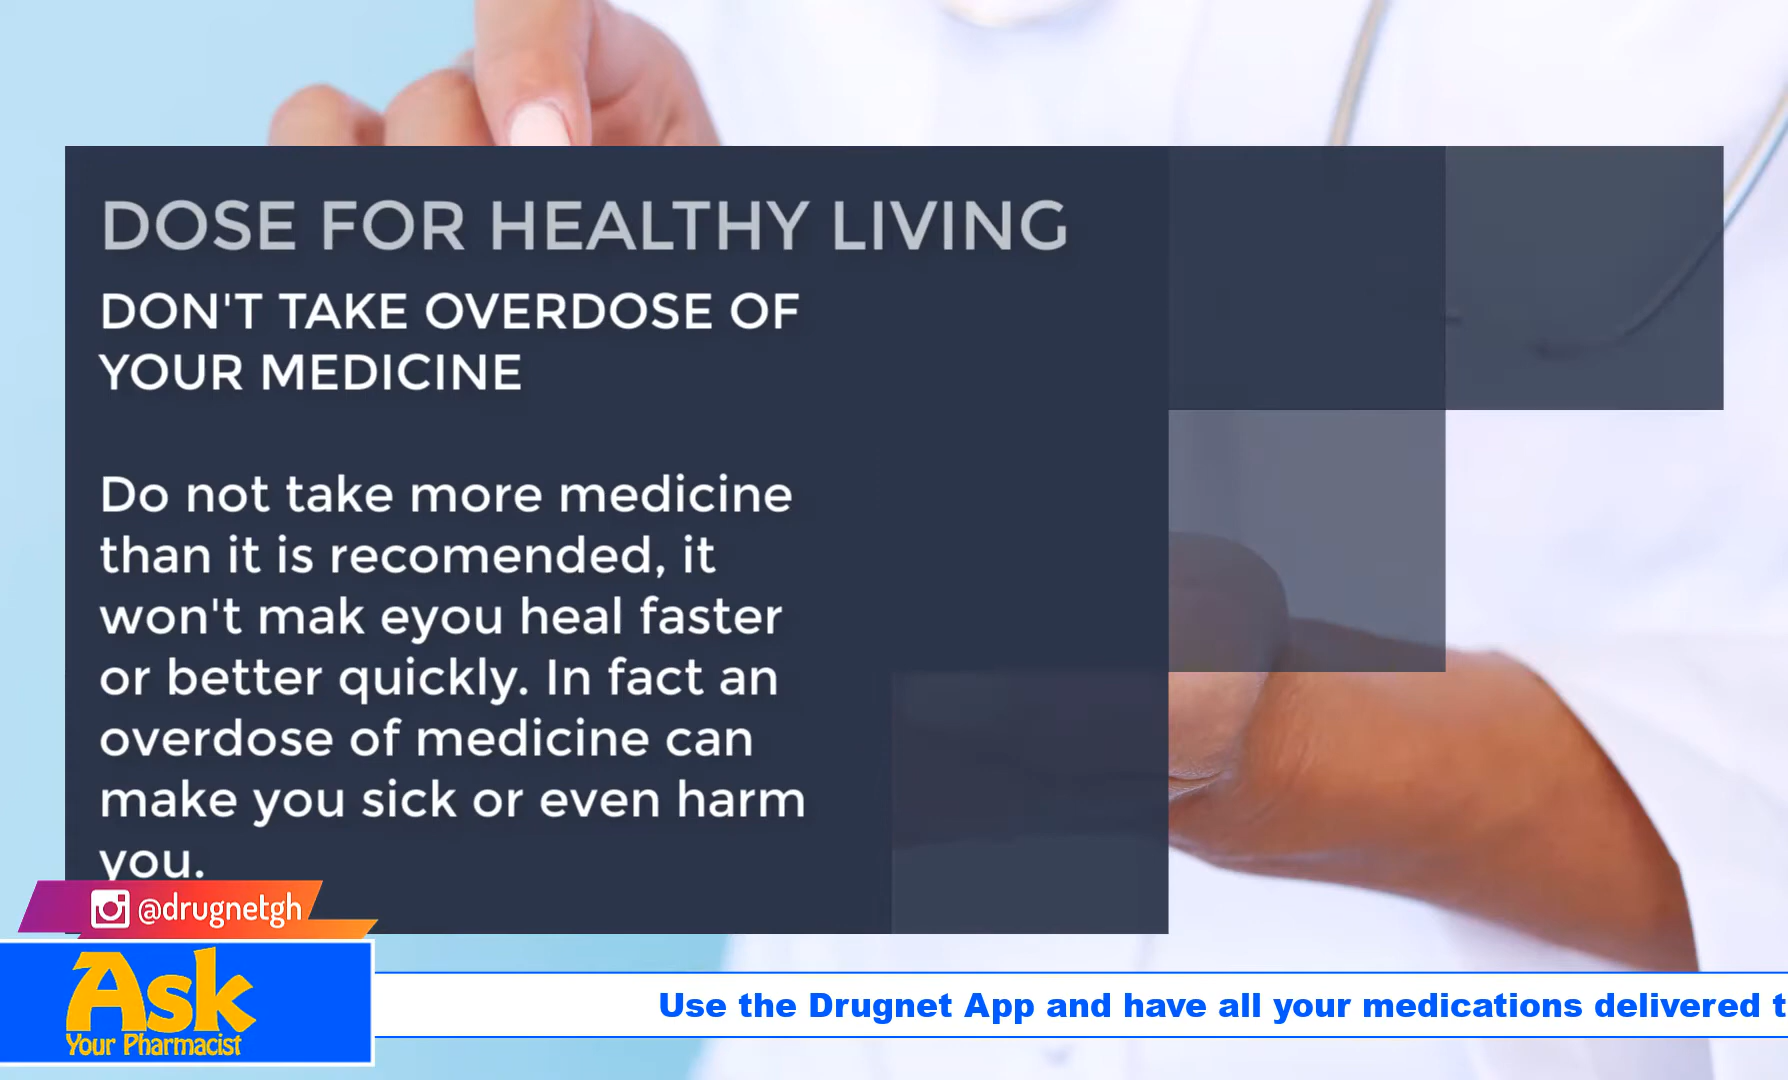 DOSE FOR HEALTHY LIVING
DON'T TAKE OVERDOSE OF
YOUR MEDICINE
Do not take more medicine
than it is recomended, it
won't mak eyou heal faster
or better quickly. In fact an
overdose of medicine can
make you sick or even harm
you.
@drugnetgh
Ask
Your Pharmacist
Use the Drugnet App and have all your medications delivered t